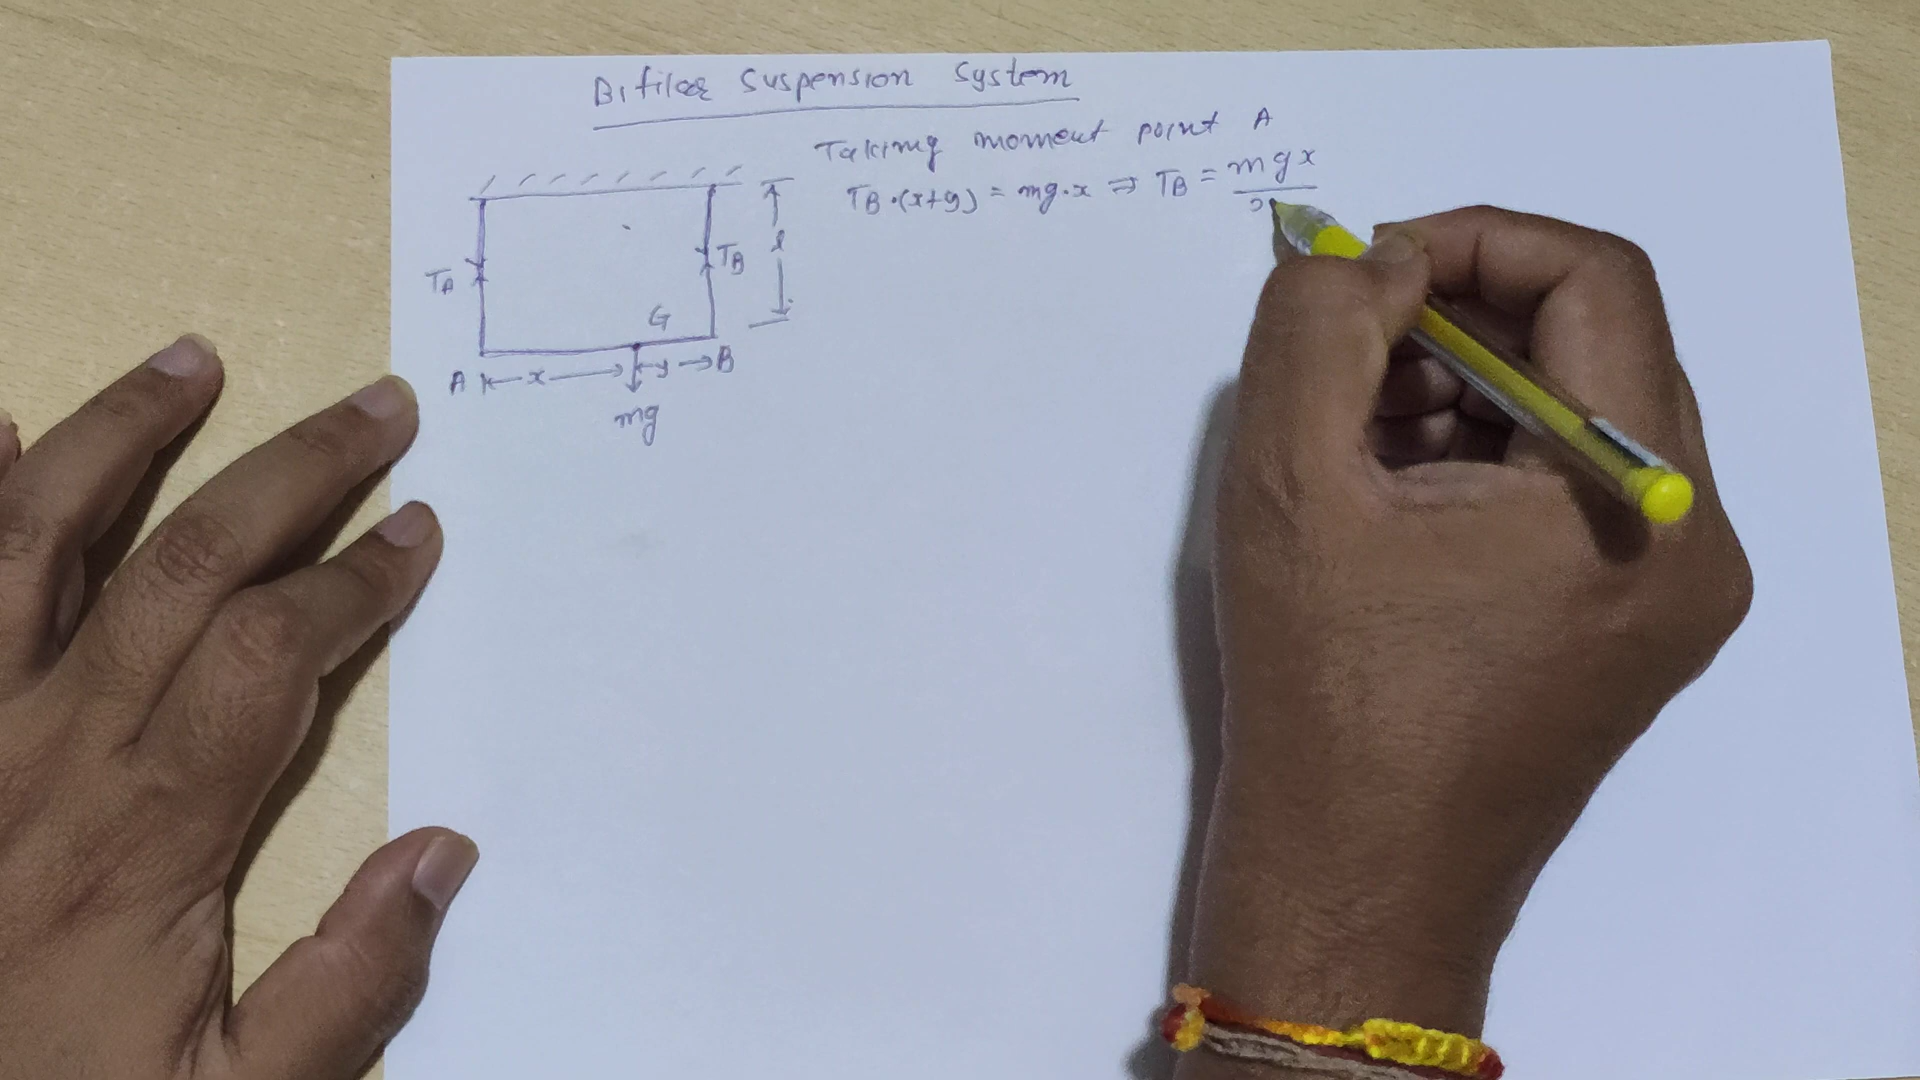 Bifilar Suspension System
Taking moment point A
TB·(x+y) = mg·x ⇒ TB = mgx
TA
TB
l
G
A x y B
mg